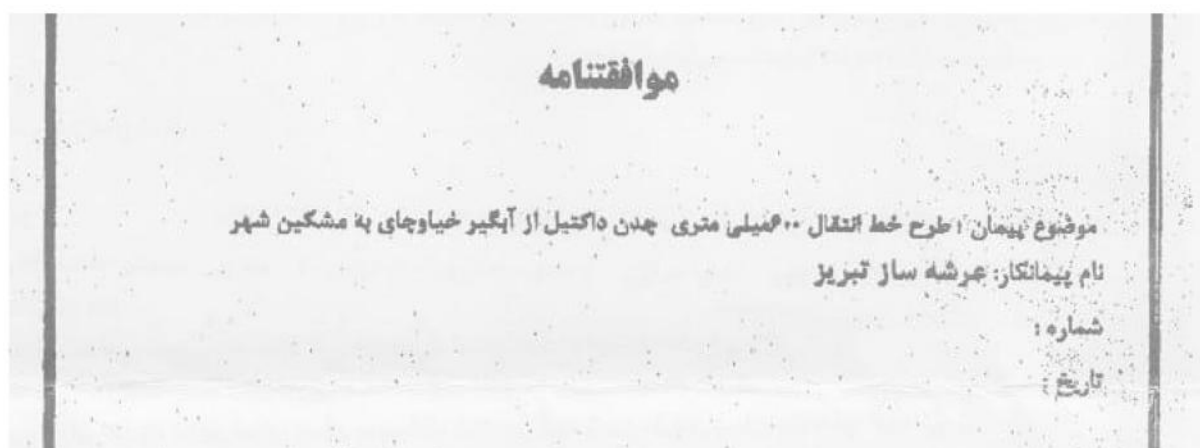 موافقتنامه
موضوع پیمان : طرح خط انتقال ۶۰۰میلی متری چدن داکتیل از آبگیر خیاوچای به مشکین شهر
نام پیمانکار: عرشه ساز تبریز
شماره :
تاریخ :